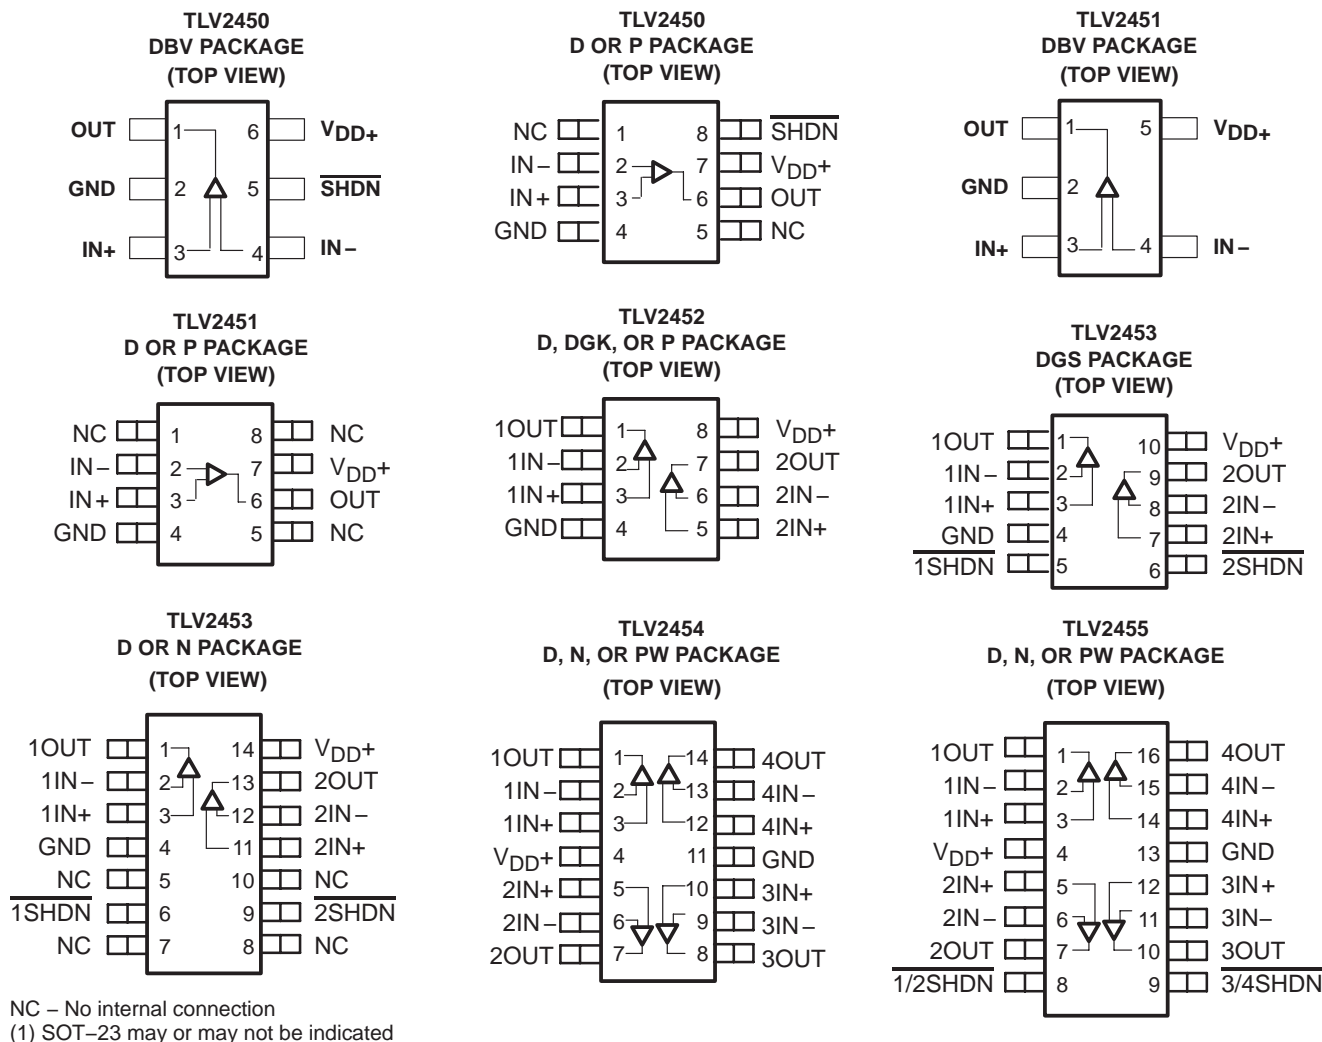 TLV2450
DBV PACKAGE
(TOP VIEW)
OUT 1 6 VDD+
GND 2 5 SHDN
IN+ 3 4 IN−
TLV2450
D OR P PACKAGE
(TOP VIEW)
NC 1 8 SHDN
IN− 2 7 VDD+
IN+ 3 6 OUT
GND 4 5 NC
TLV2451
DBV PACKAGE
(TOP VIEW)
OUT 1 5 VDD+
GND 2
IN+ 3 4 IN−
TLV2451
D OR P PACKAGE
(TOP VIEW)
NC 1 8 NC
IN− 2 7 VDD+
IN+ 3 6 OUT
GND 4 5 NC
TLV2452
D, DGK, OR P PACKAGE
(TOP VIEW)
1OUT 1 8 VDD+
1IN− 2 7 2OUT
1IN+ 3 6 2IN−
GND 4 5 2IN+
TLV2453
DGS PACKAGE
(TOP VIEW)
1OUT 1 10 VDD+
1IN− 2 9 2OUT
1IN+ 3 8 2IN−
GND 4 7 2IN+
1SHDN 5 6 2SHDN
TLV2453
D OR N PACKAGE
(TOP VIEW)
1OUT 1 14 VDD+
1IN− 2 13 2OUT
1IN+ 3 12 2IN−
GND 4 11 2IN+
NC 5 10 NC
1SHDN 6 9 2SHDN
NC 7 8 NC
TLV2454
D, N, OR PW PACKAGE
(TOP VIEW)
1OUT 1 14 4OUT
1IN− 2 13 4IN−
1IN+ 3 12 4IN+
VDD+ 4 11 GND
2IN+ 5 10 3IN+
2IN− 6 9 3IN−
2OUT 7 8 3OUT
TLV2455
D, N, OR PW PACKAGE
(TOP VIEW)
1OUT 1 16 4OUT
1IN− 2 15 4IN−
1IN+ 3 14 4IN+
VDD+ 4 13 GND
2IN+ 5 12 3IN+
2IN− 6 11 3IN−
2OUT 7 10 3OUT
1/2SHDN 8 9 3/4SHDN
NC − No internal connection
(1) SOT−23 may or may not be indicated